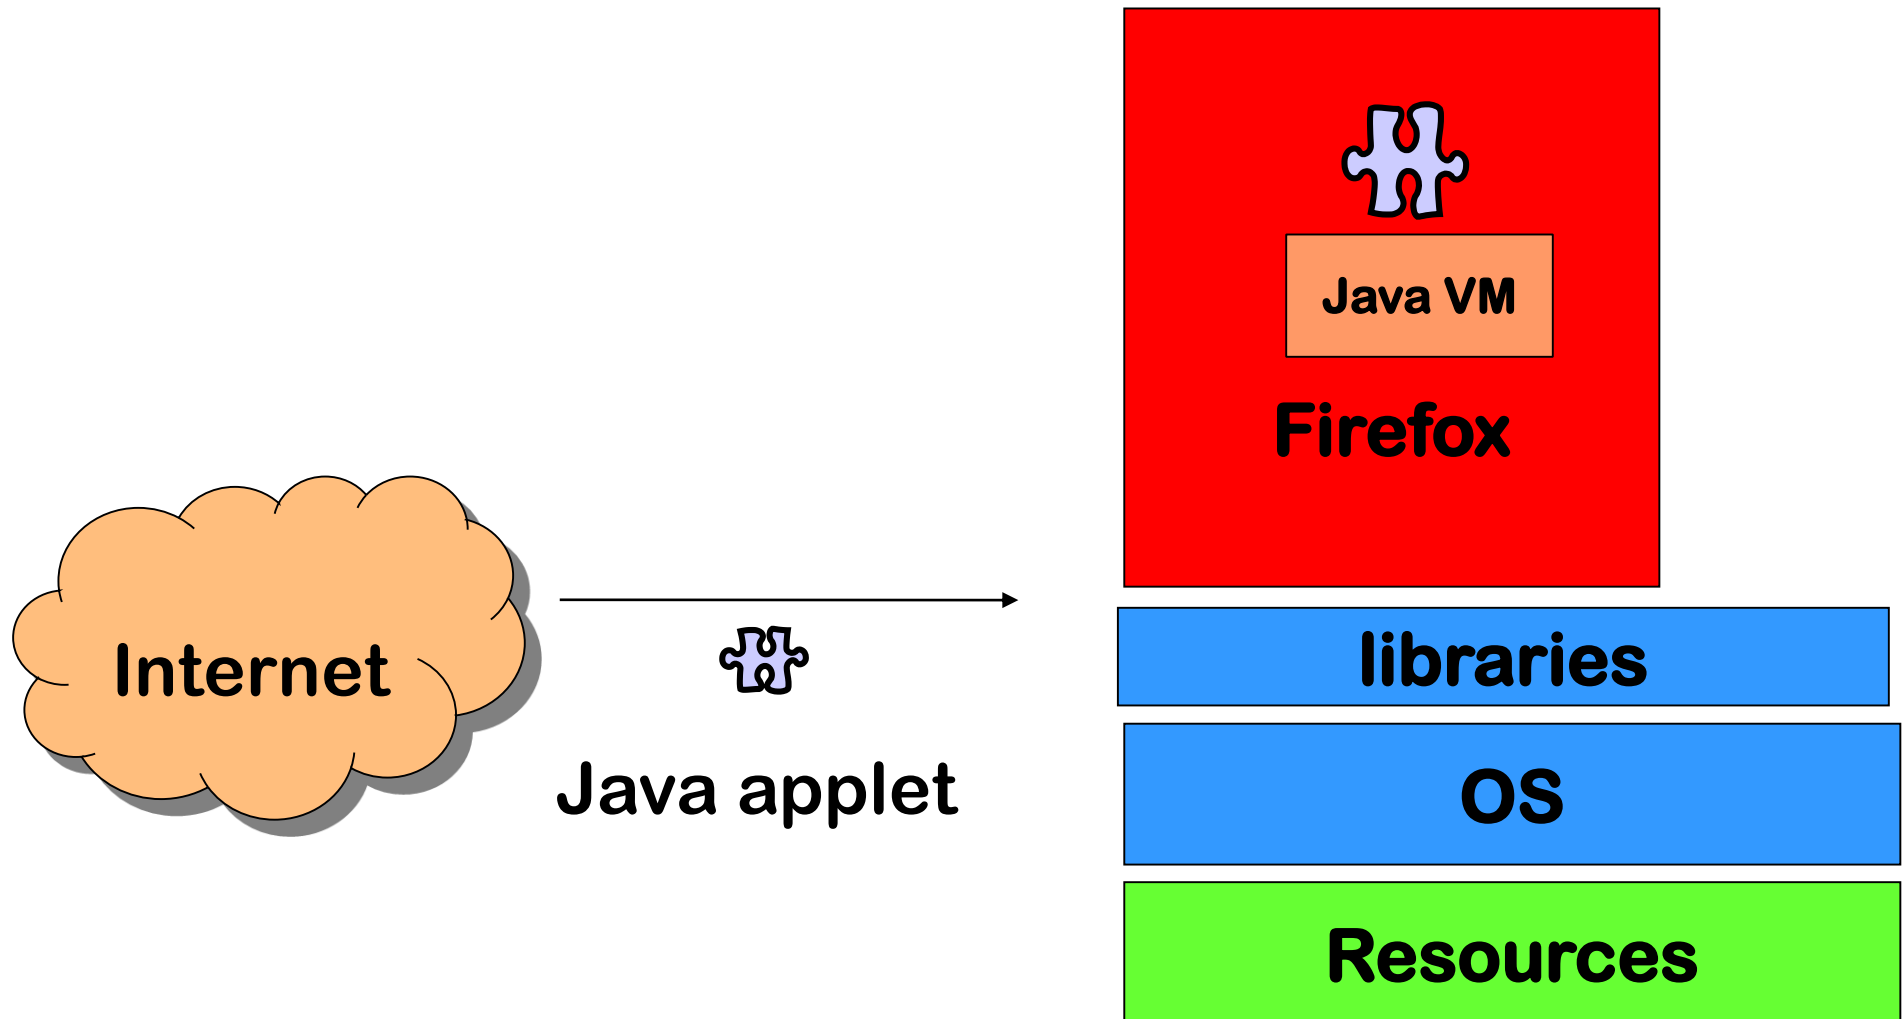 Java VM
Firefox
Internet
Java applet
libraries
OS
Resources